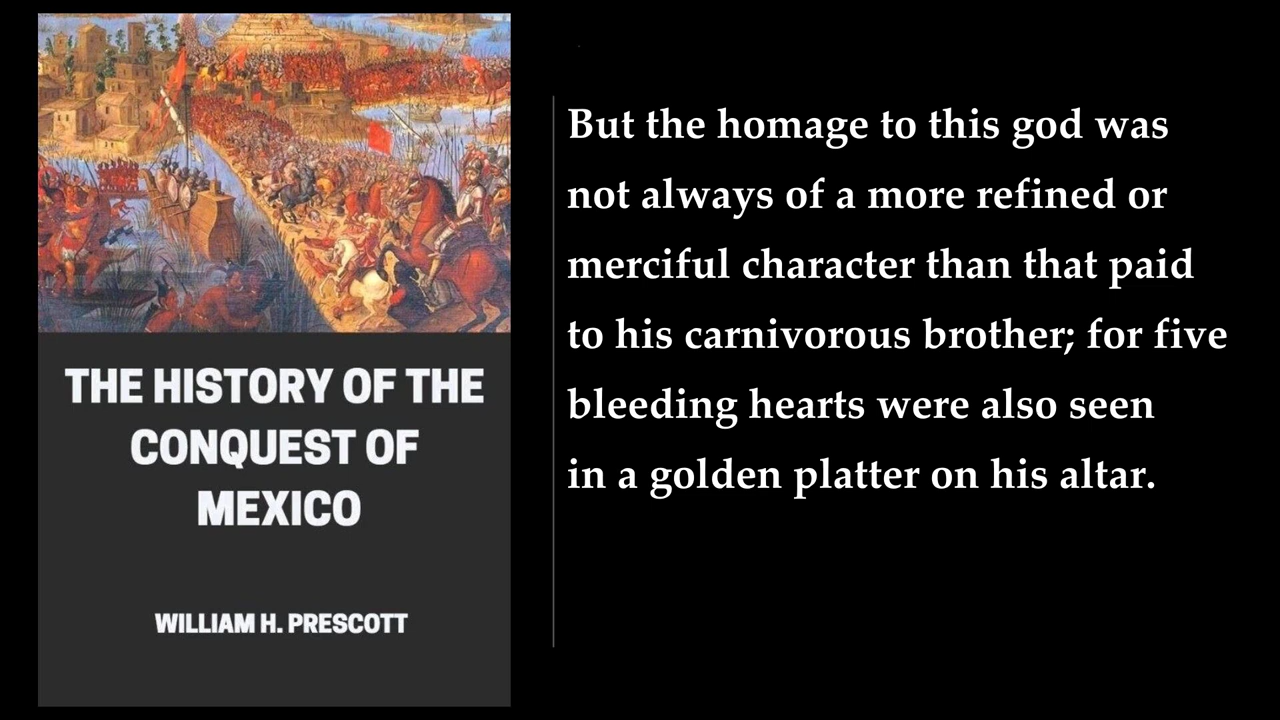 THE HISTORY OF THE
CONQUEST OF
MEXICO
WILLIAM H. PRESCOTT
But the homage to this god was
not always of a more refined or
merciful character than that paid
to his carnivorous brother; for five
bleeding hearts were also seen
in a golden platter on his altar.